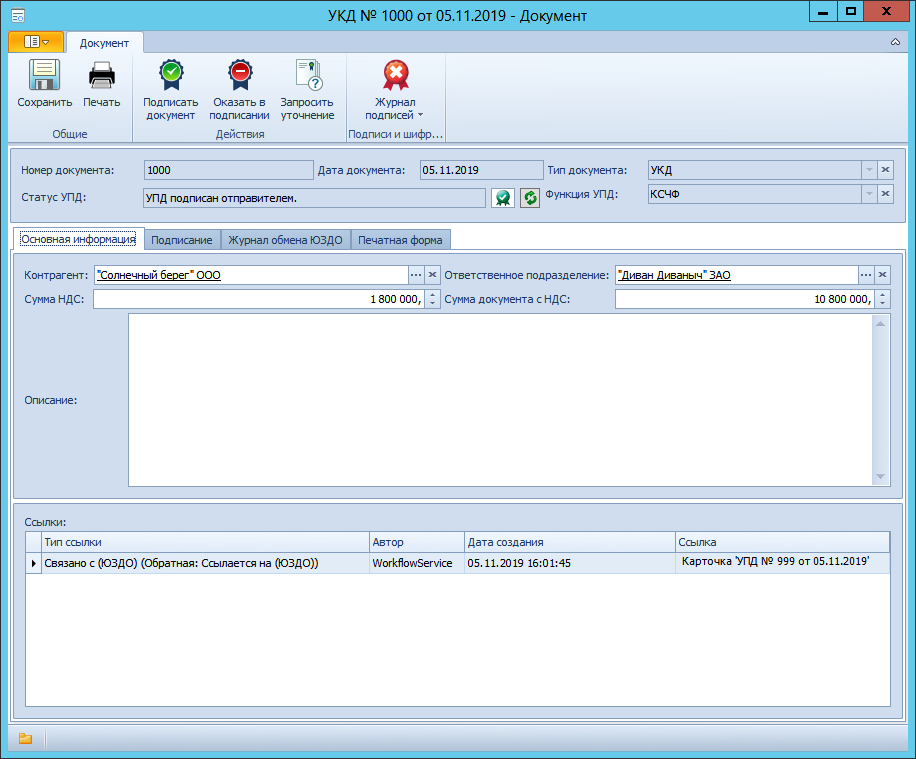 УКД № 1000 от 05.11.2019 - Документ
Документ
Сохранить
Печать
Подписать документ
Оказать в подписании
Запросить уточнение
Журнал подписей
Общие
Действия
Подписи и шифр...
Номер документа: 1000 Дата документа: 05.11.2019 Тип документа: УКД
Статус УПД: УПД подписан отправителем. Функция УПД: КСЧФ
Основная информация Подписание Журнал обмена ЮЗДО Печатная форма
Контрагент: "Солнечный берег" ООО Ответственное подразделение: "Диван Диваныч" ЗАО
Сумма НДС: 1 800 000, Сумма документа с НДС: 10 800 000,
Описание:
Ссылки:
Тип ссылки Автор Дата создания Ссылка
Связано с (ЮЗДО) (Обратная: Ссылается на (ЮЗДО)) WorkflowService 05.11.2019 16:01:45 Карточка 'УПД № 999 от 05.11.2019'